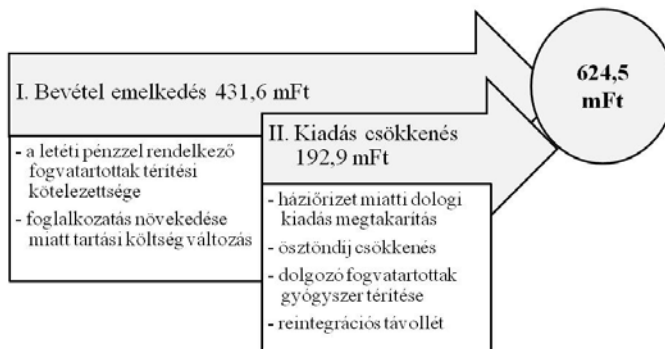 I. Bevétel emelkedés 431,6 mFt
- a letéti pénzzel rendelkező
fogvatartottak térítési
kötelezettsége
- foglalkozatás növekedése
miatt tartási költség változás
II. Kiadás csökkenés
192,9 mFt
- háziőrizet miatti dologi
kiadás megtakarítás
- ösztöndíj csökkenés
- dolgozó fogvatartottak
gyógyszer térítése
- reintegrációs távollét
624,5
mFt